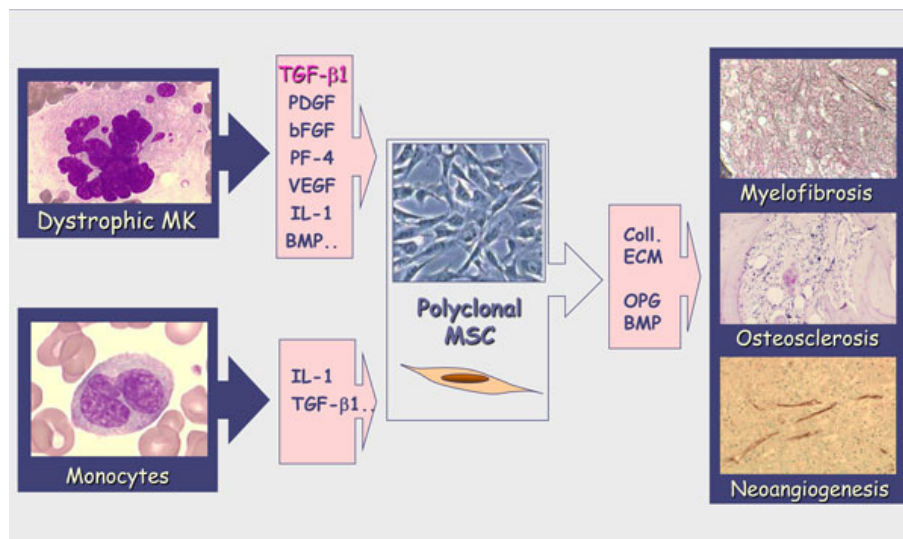 Dystrophic MK
TGF-β1
PDGF
bFGF
PF-4
VEGF
IL-1
BMP..
Monocytes
IL-1
TGF-β1..
Polyclonal
MSC
Coll.
ECM
OPG
BMP
Myelofibrosis
Osteosclerosis
Neoangiogenesis